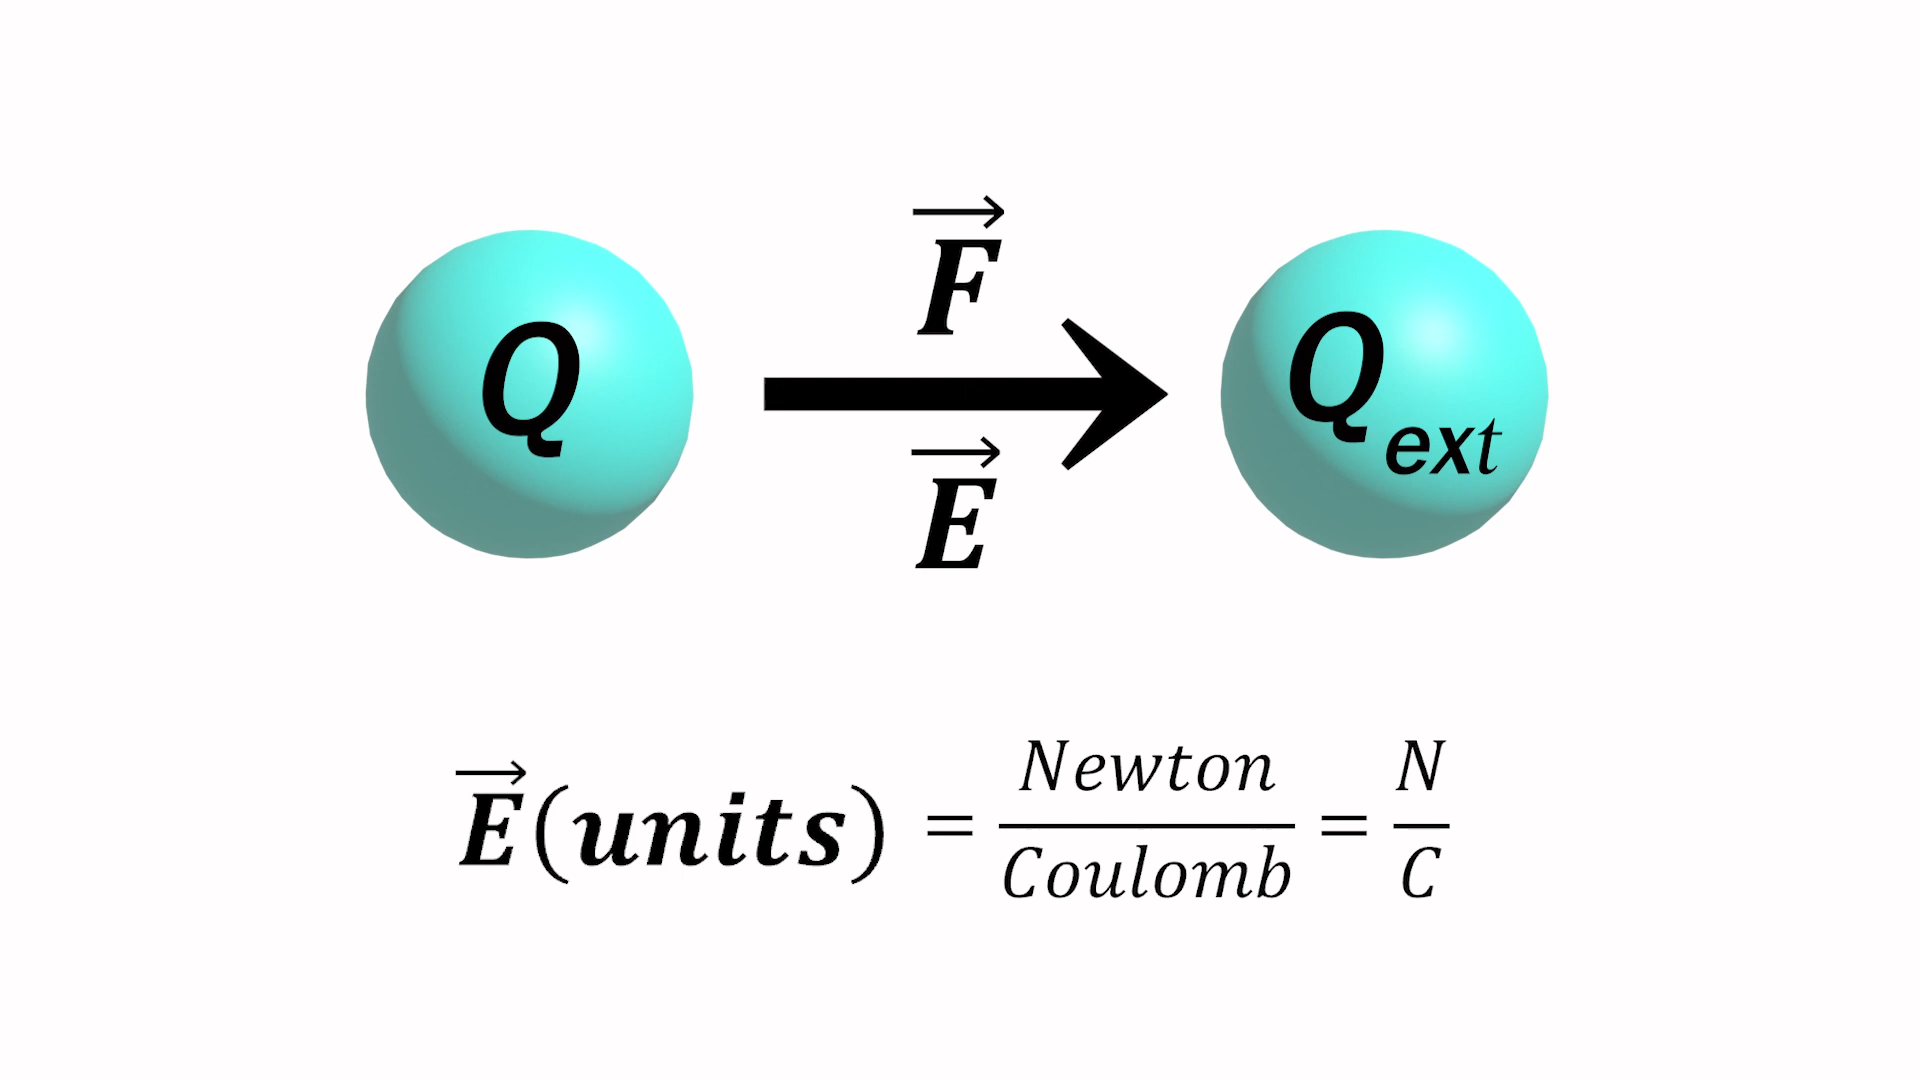 F⃗
Q
Q_ext
E⃗
E⃗(units) = Newton/Coulomb = N/C